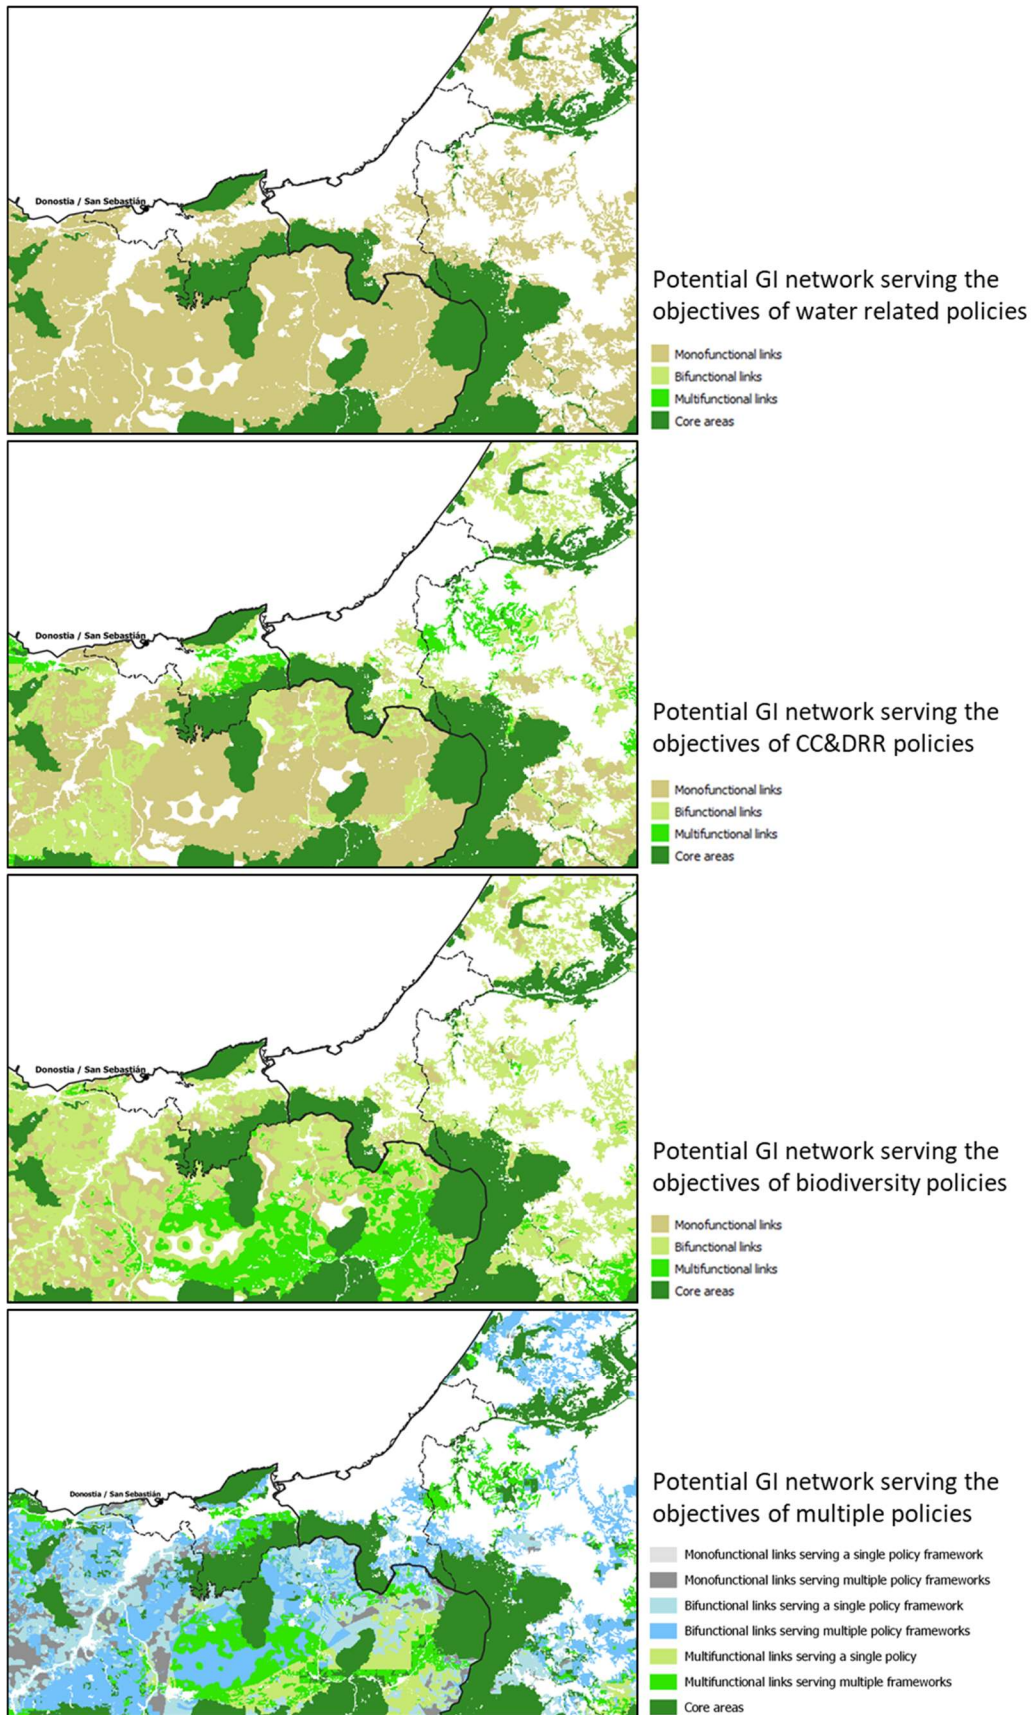 Donostia / San Sebastián
Potential GI network serving the
objectives of water related policies
Monofunctional links
Bifunctional links
Multifunctional links
Core areas
Donostia / San Sebastián
Potential GI network serving the
objectives of CC&DRR policies
Monofunctional links
Bifunctional links
Multifunctional links
Core areas
Donostia / San Sebastián
Potential GI network serving the
objectives of biodiversity policies
Monofunctional links
Bifunctional links
Multifunctional links
Core areas
Donostia / San Sebastián
Potential GI network serving the
objectives of multiple policies
Monofunctional links serving a single policy framework
Monofunctional links serving multiple policy frameworks
Bifunctional links serving a single policy framework
Bifunctional links serving multiple policy frameworks
Multifunctional links serving a single policy
Multifunctional links serving multiple frameworks
Core areas